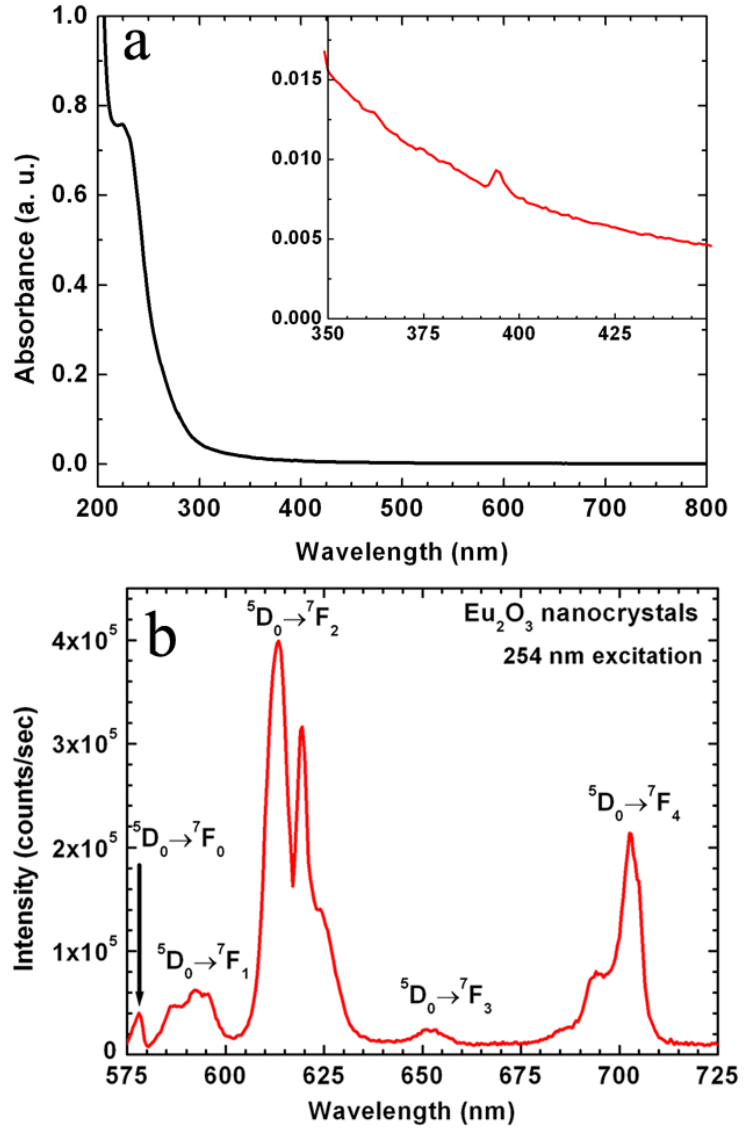 a
1.0
0.8
0.6
0.4
0.2
0.0
Absorbance (a. u.)
200 300 400 500 600 700 800
Wavelength (nm)
0.015
0.010
0.005
0.000
350 375 400 425
b
Eu₂O₃ nanocrystals
254 nm excitation
⁵D₀→⁷F₂
⁵D₀→⁷F₀
⁵D₀→⁷F₁
⁵D₀→⁷F₃
⁵D₀→⁷F₄
4x10⁵
3x10⁵
2x10⁵
1x10⁵
0
Intensity (counts/sec)
575 600 625 650 675 700 725
Wavelength (nm)